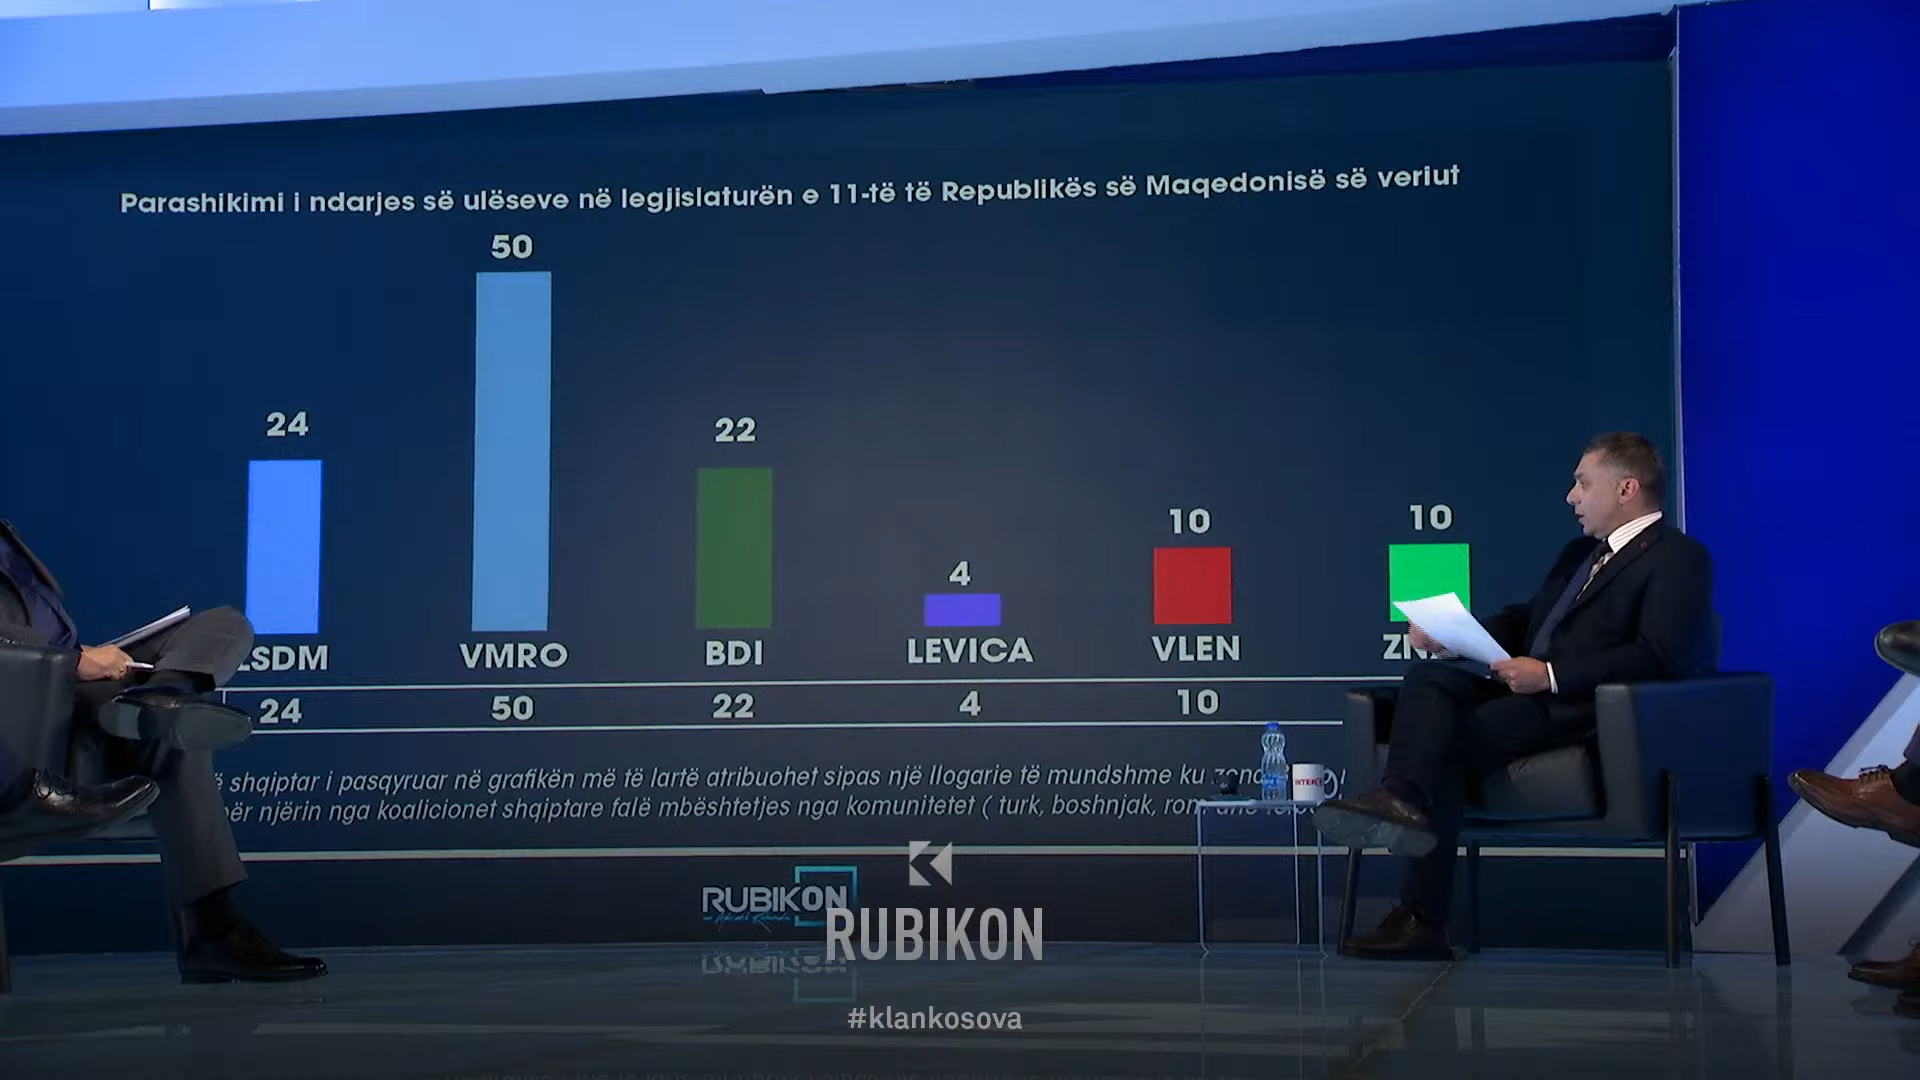 Parashikimi i ndarjes së ulëseve në legjislaturën e 11-të të Republikës së Maqedonisë së veriut
24 50 22 4 10 10
LSDM VMRO BDI LEVICA VLEN
24 50 22 4 10
shqiptar i pasqyruar në grafikën më të lartë atribuohet sipas një llogarie të mundshme ku
për njërin nga koalicionet shqiptare falë mbështetjes nga komunitetet ( turk, boshnjak, rom
RUBIKON
RUBIKON
#klankosova